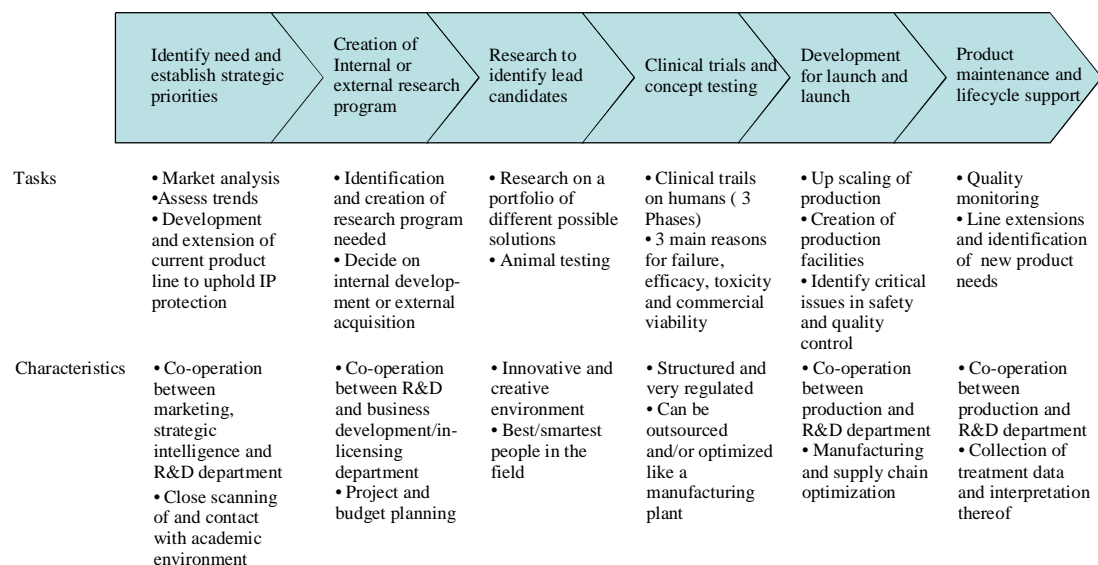 Identify need and
establish strategic
priorities
Creation of
Internal or
external research
program
Research to
identify lead
candidates
Clinical trials and
concept testing
Development
for launch and
launch
Product
maintenance and
lifecycle support
Tasks
• Market analysis
•Assess trends
• Development
and extension of
current product
line to uphold IP
protection
• Identification
and creation of
research program
needed
• Decide on
internal develop-
ment or external
acquisition
• Research on a
portfolio of
different possible
solutions
• Animal testing
• Clinical trails
on humans ( 3
Phases)
• 3 main reasons
for failure,
efficacy, toxicity
and commercial
viability
• Up scaling of
production
• Creation of
production
facilities
• Identify critical
issues in safety
and quality
control
• Quality
monitoring
• Line extensions
and identification
of new product
needs
Characteristics
• Co-operation
between
marketing,
strategic
intelligence and
R&D department
• Close scanning
of and contact
with academic
environment
• Co-operation
between R&D
and business
development/in-
licensing
department
• Project and
budget planning
• Innovative and
creative
environment
• Best/smartest
people in the
field
• Structured and
very regulated
• Can be
outsourced
and/or optimized
like a
manufacturing
plant
• Co-operation
between
production and
R&D department
• Manufacturing
and supply chain
optimization
• Co-operation
between
production and
R&D department
• Collection of
treatment data
and interpretation
thereof